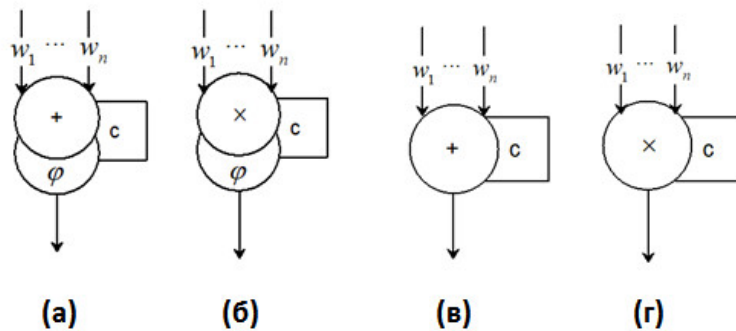 w₁ ... wₙ w₁ ... wₙ w₁ ... wₙ w₁ ... wₙ
+ c × c + c × c
φ φ
(а) (б) (в) (г)